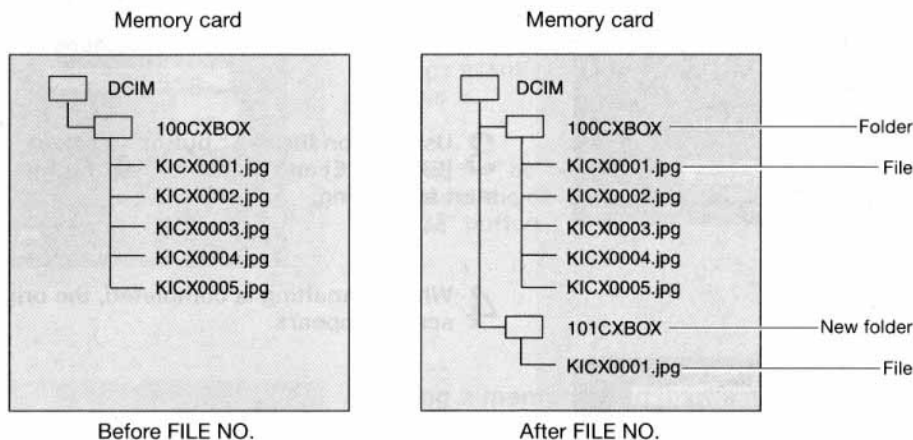 Memory card
DCIM
100CXBOX
KICX0001.jpg
KICX0002.jpg
KICX0003.jpg
KICX0004.jpg
KICX0005.jpg
Before FILE NO.
Memory card
DCIM
100CXBOX
Folder
KICX0001.jpg
File
KICX0002.jpg
KICX0003.jpg
KICX0004.jpg
KICX0005.jpg
101CXBOX
New folder
KICX0001.jpg
File
After FILE NO.